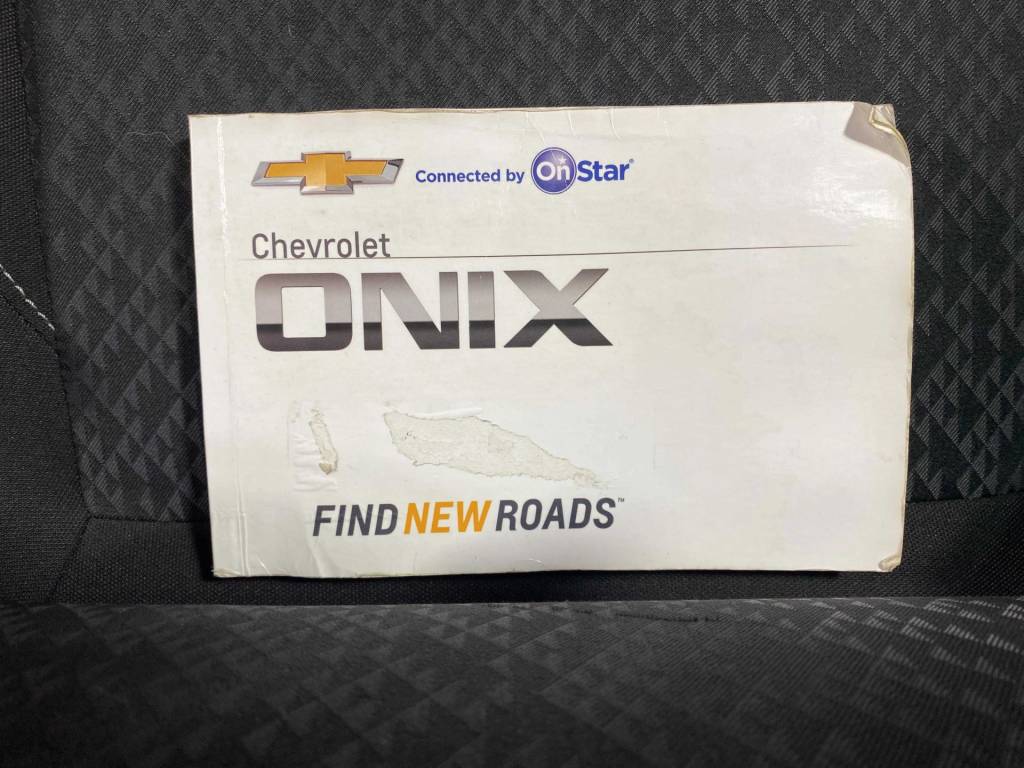 Connected by OnStar®
Chevrolet
ONIX
FIND NEW ROADS™